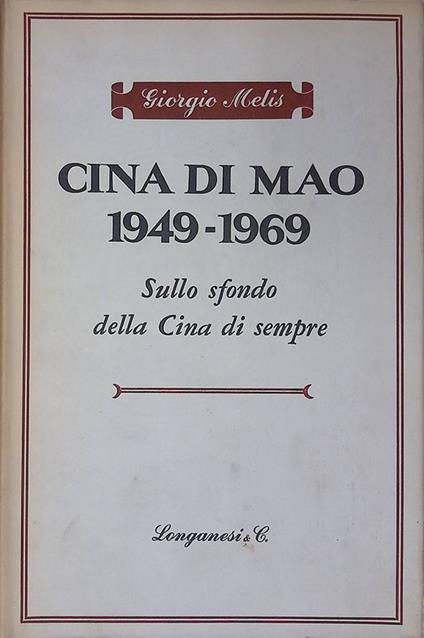 Giorgio Melis
CINA DI MAO
1949-1969
Sullo sfondo
della Cina di sempre
Longanesi & C.